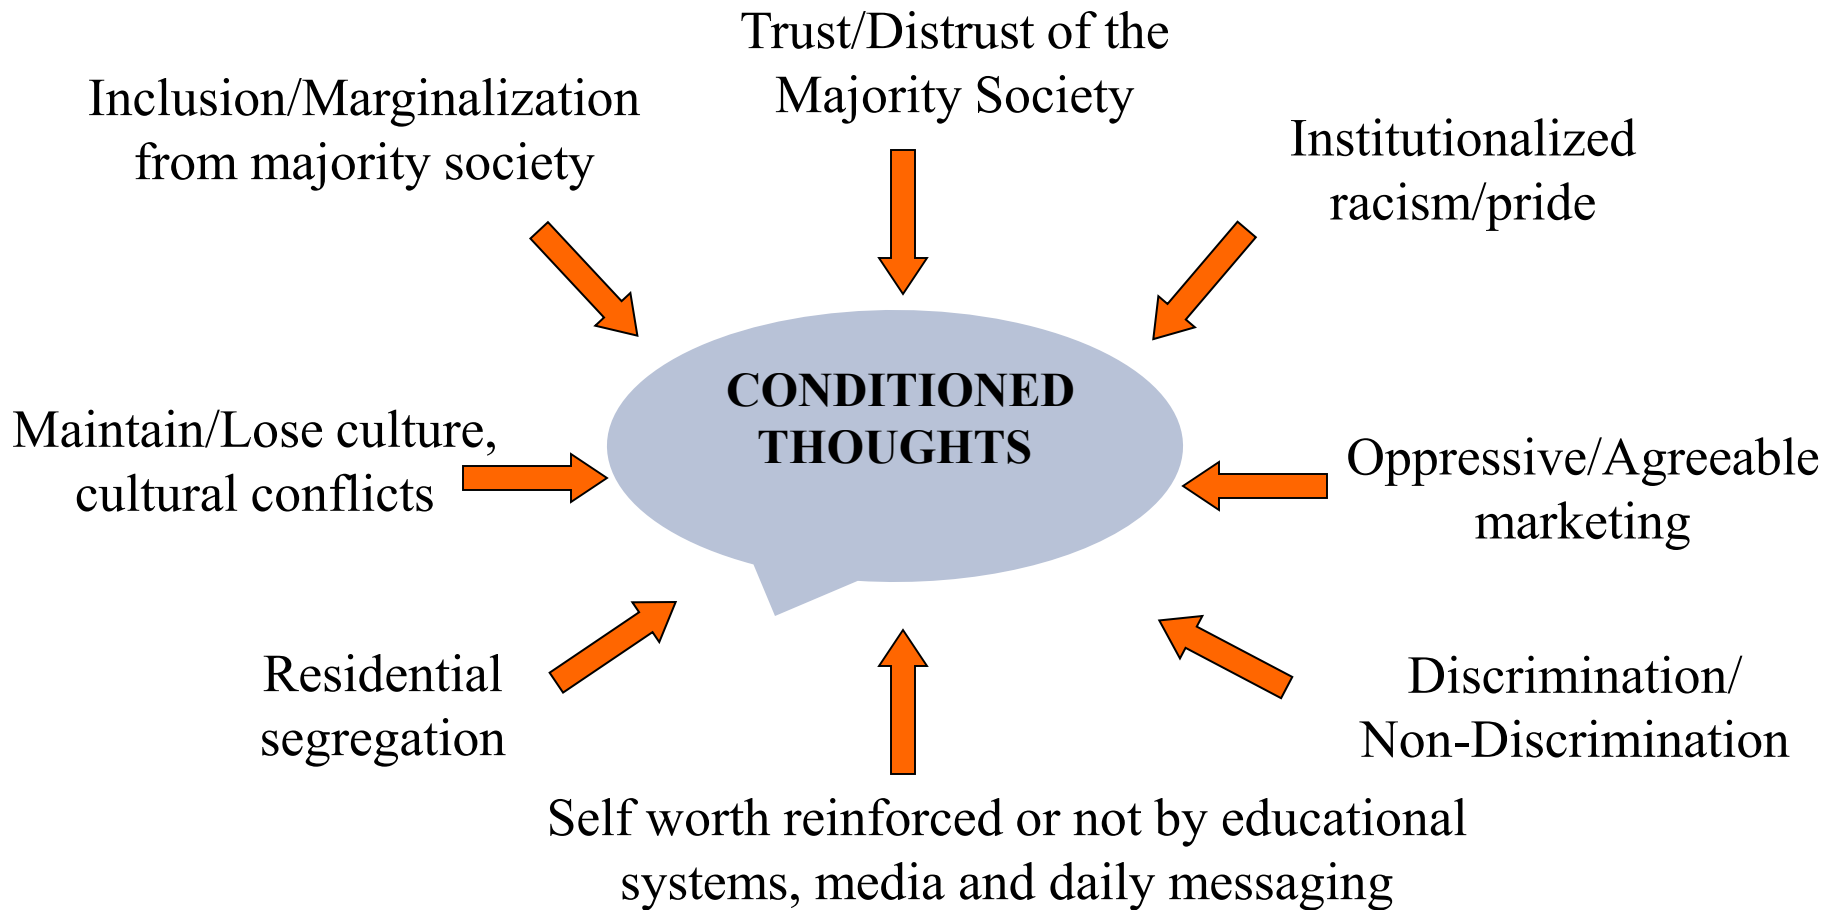 Trust/Distrust of the
Majority Society
Inclusion/Marginalization
from majority society
Institutionalized
racism/pride
CONDITIONED
THOUGHTS
Maintain/Lose culture,
cultural conflicts
Oppressive/Agreeable
marketing
Residential
segregation
Discrimination/
Non-Discrimination
Self worth reinforced or not by educational
systems, media and daily messaging